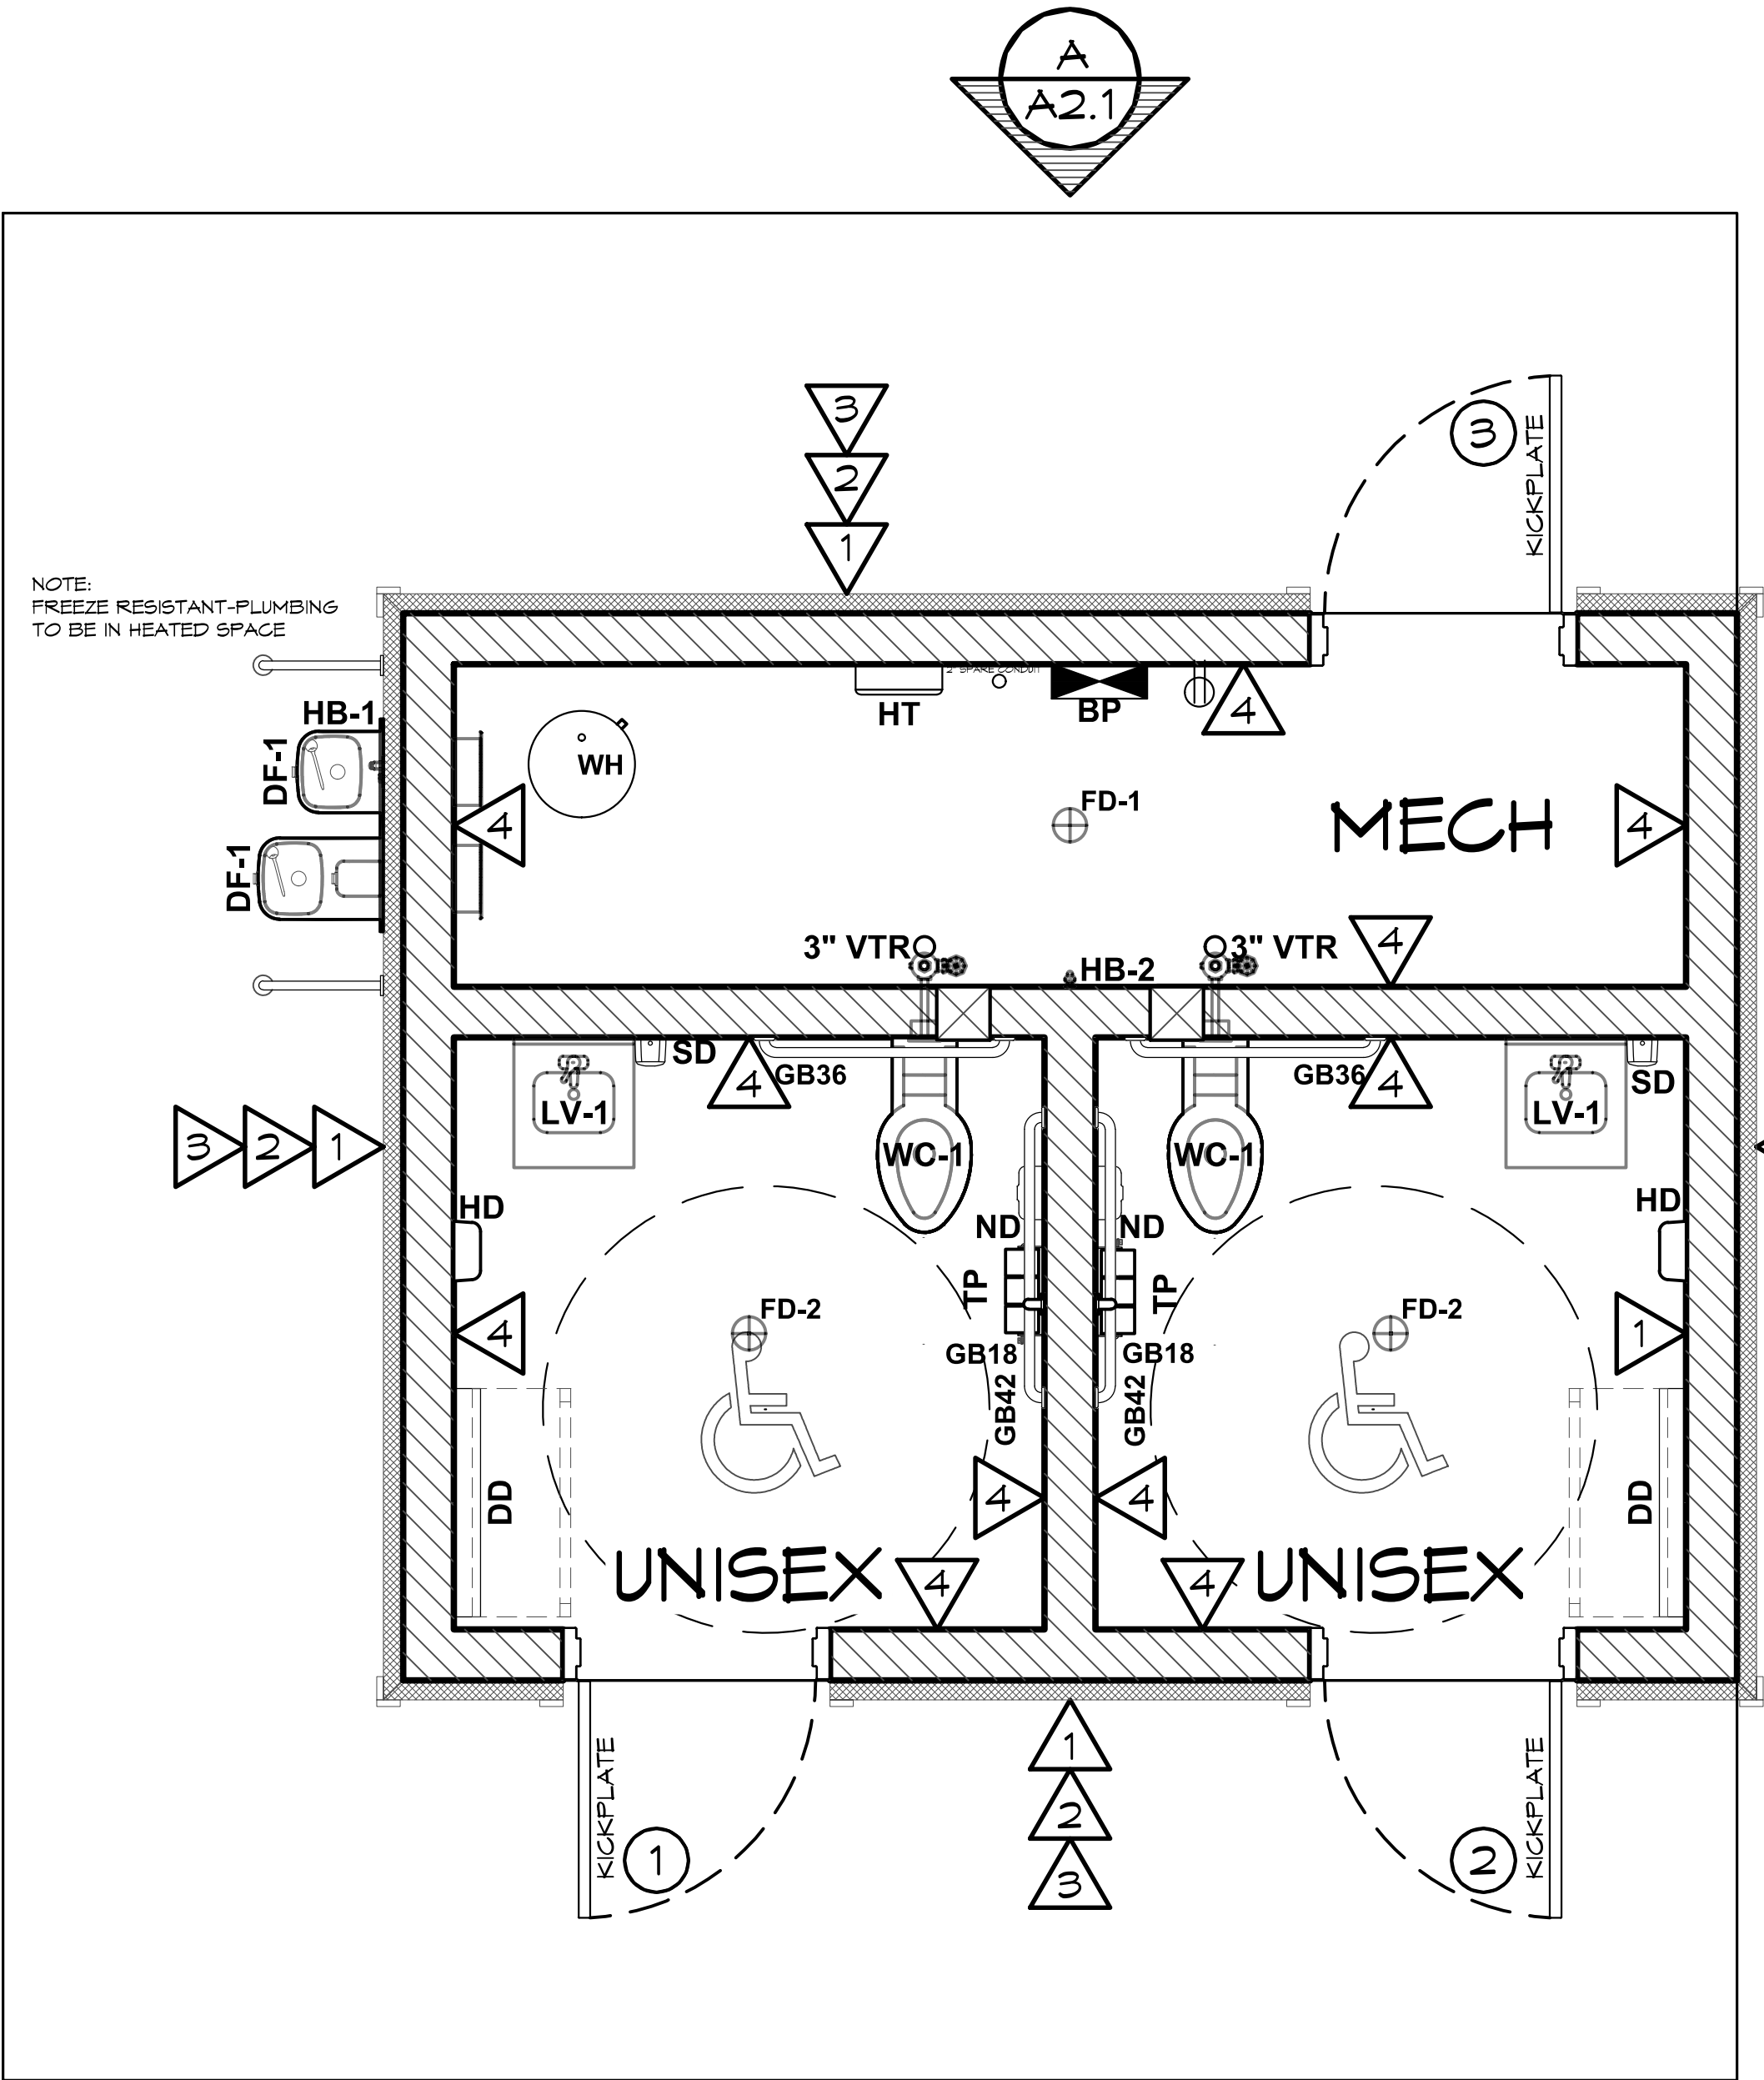 A
A2.1
3
2
1
3
KICKPLATE
NOTE:
FREEZE RESISTANT-PLUMBING
TO BE IN HEATED SPACE
2" SPARE CONDUIT
HT
BP
4
HB-1
DF-1
WH
4
FD-1
MECH
4
DF-1
3" VTR
HB-2
3" VTR
4
SD
4
GB36
GB36
4
SD
LV-1
LV-1
3
2
1
WC-1
WC-1
HD
ND
ND
HD
TP
TP
4
FD-2
FD-2
1
GB18
GB18
GB42
GB42
DD
4
4
DD
UNISEX
4
4
UNISEX
KICKPLATE
1
1
2
3
2
KICKPLATE